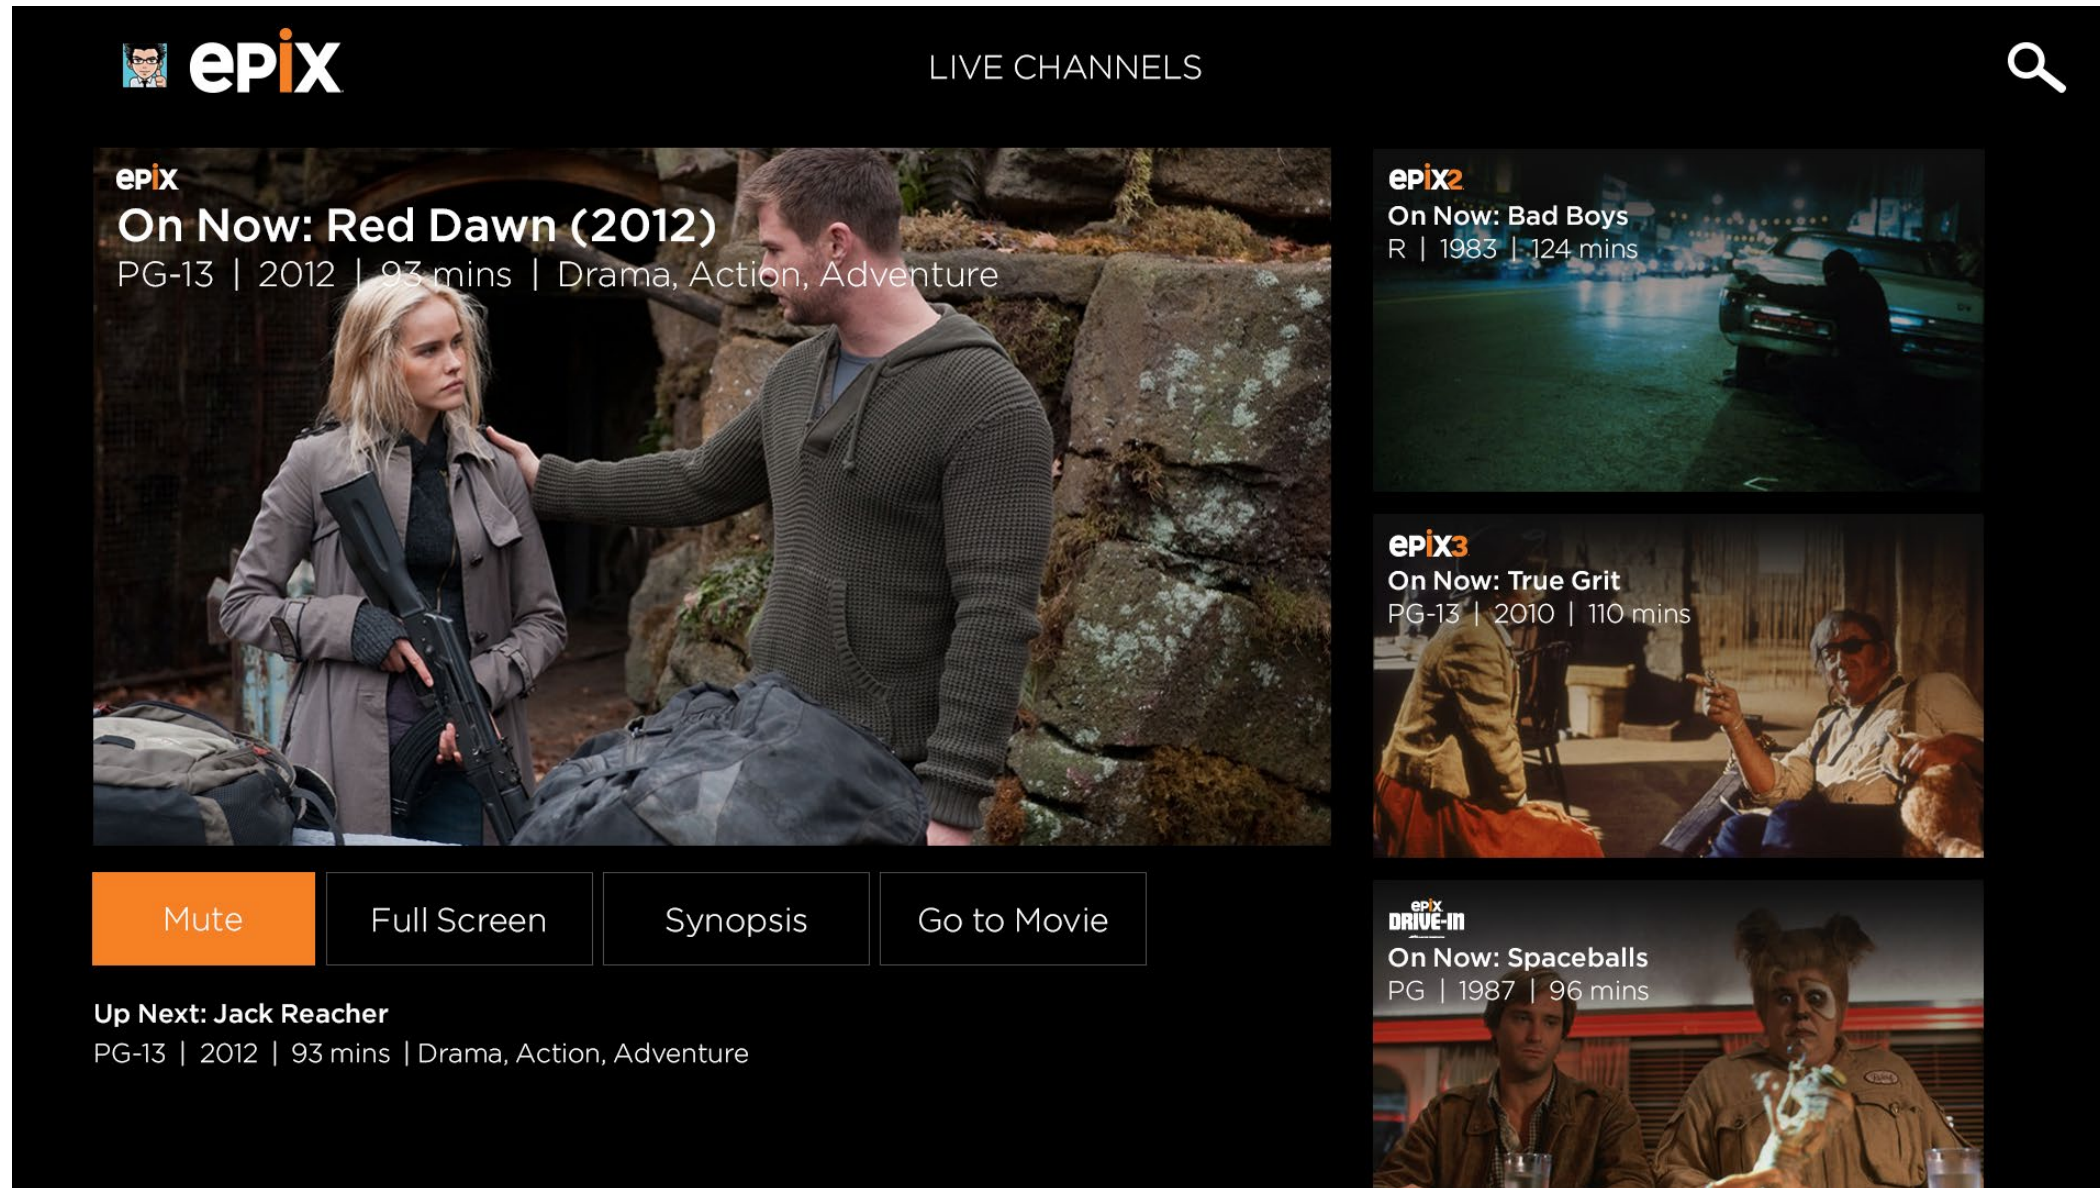 epix
LIVE CHANNELS
epix
On Now: Red Dawn (2012)
PG-13 | 2012 | 93 mins | Drama, Action, Adventure
Mute
Full Screen
Synopsis
Go to Movie
Up Next: Jack Reacher
PG-13 | 2012 | 93 mins | Drama, Action, Adventure
epix2
On Now: Bad Boys
R | 1983 | 124 mins
epix3
On Now: True Grit
PG-13 | 2010 | 110 mins
epix
DRIVE-IN
On Now: Spaceballs
PG | 1987 | 96 mins